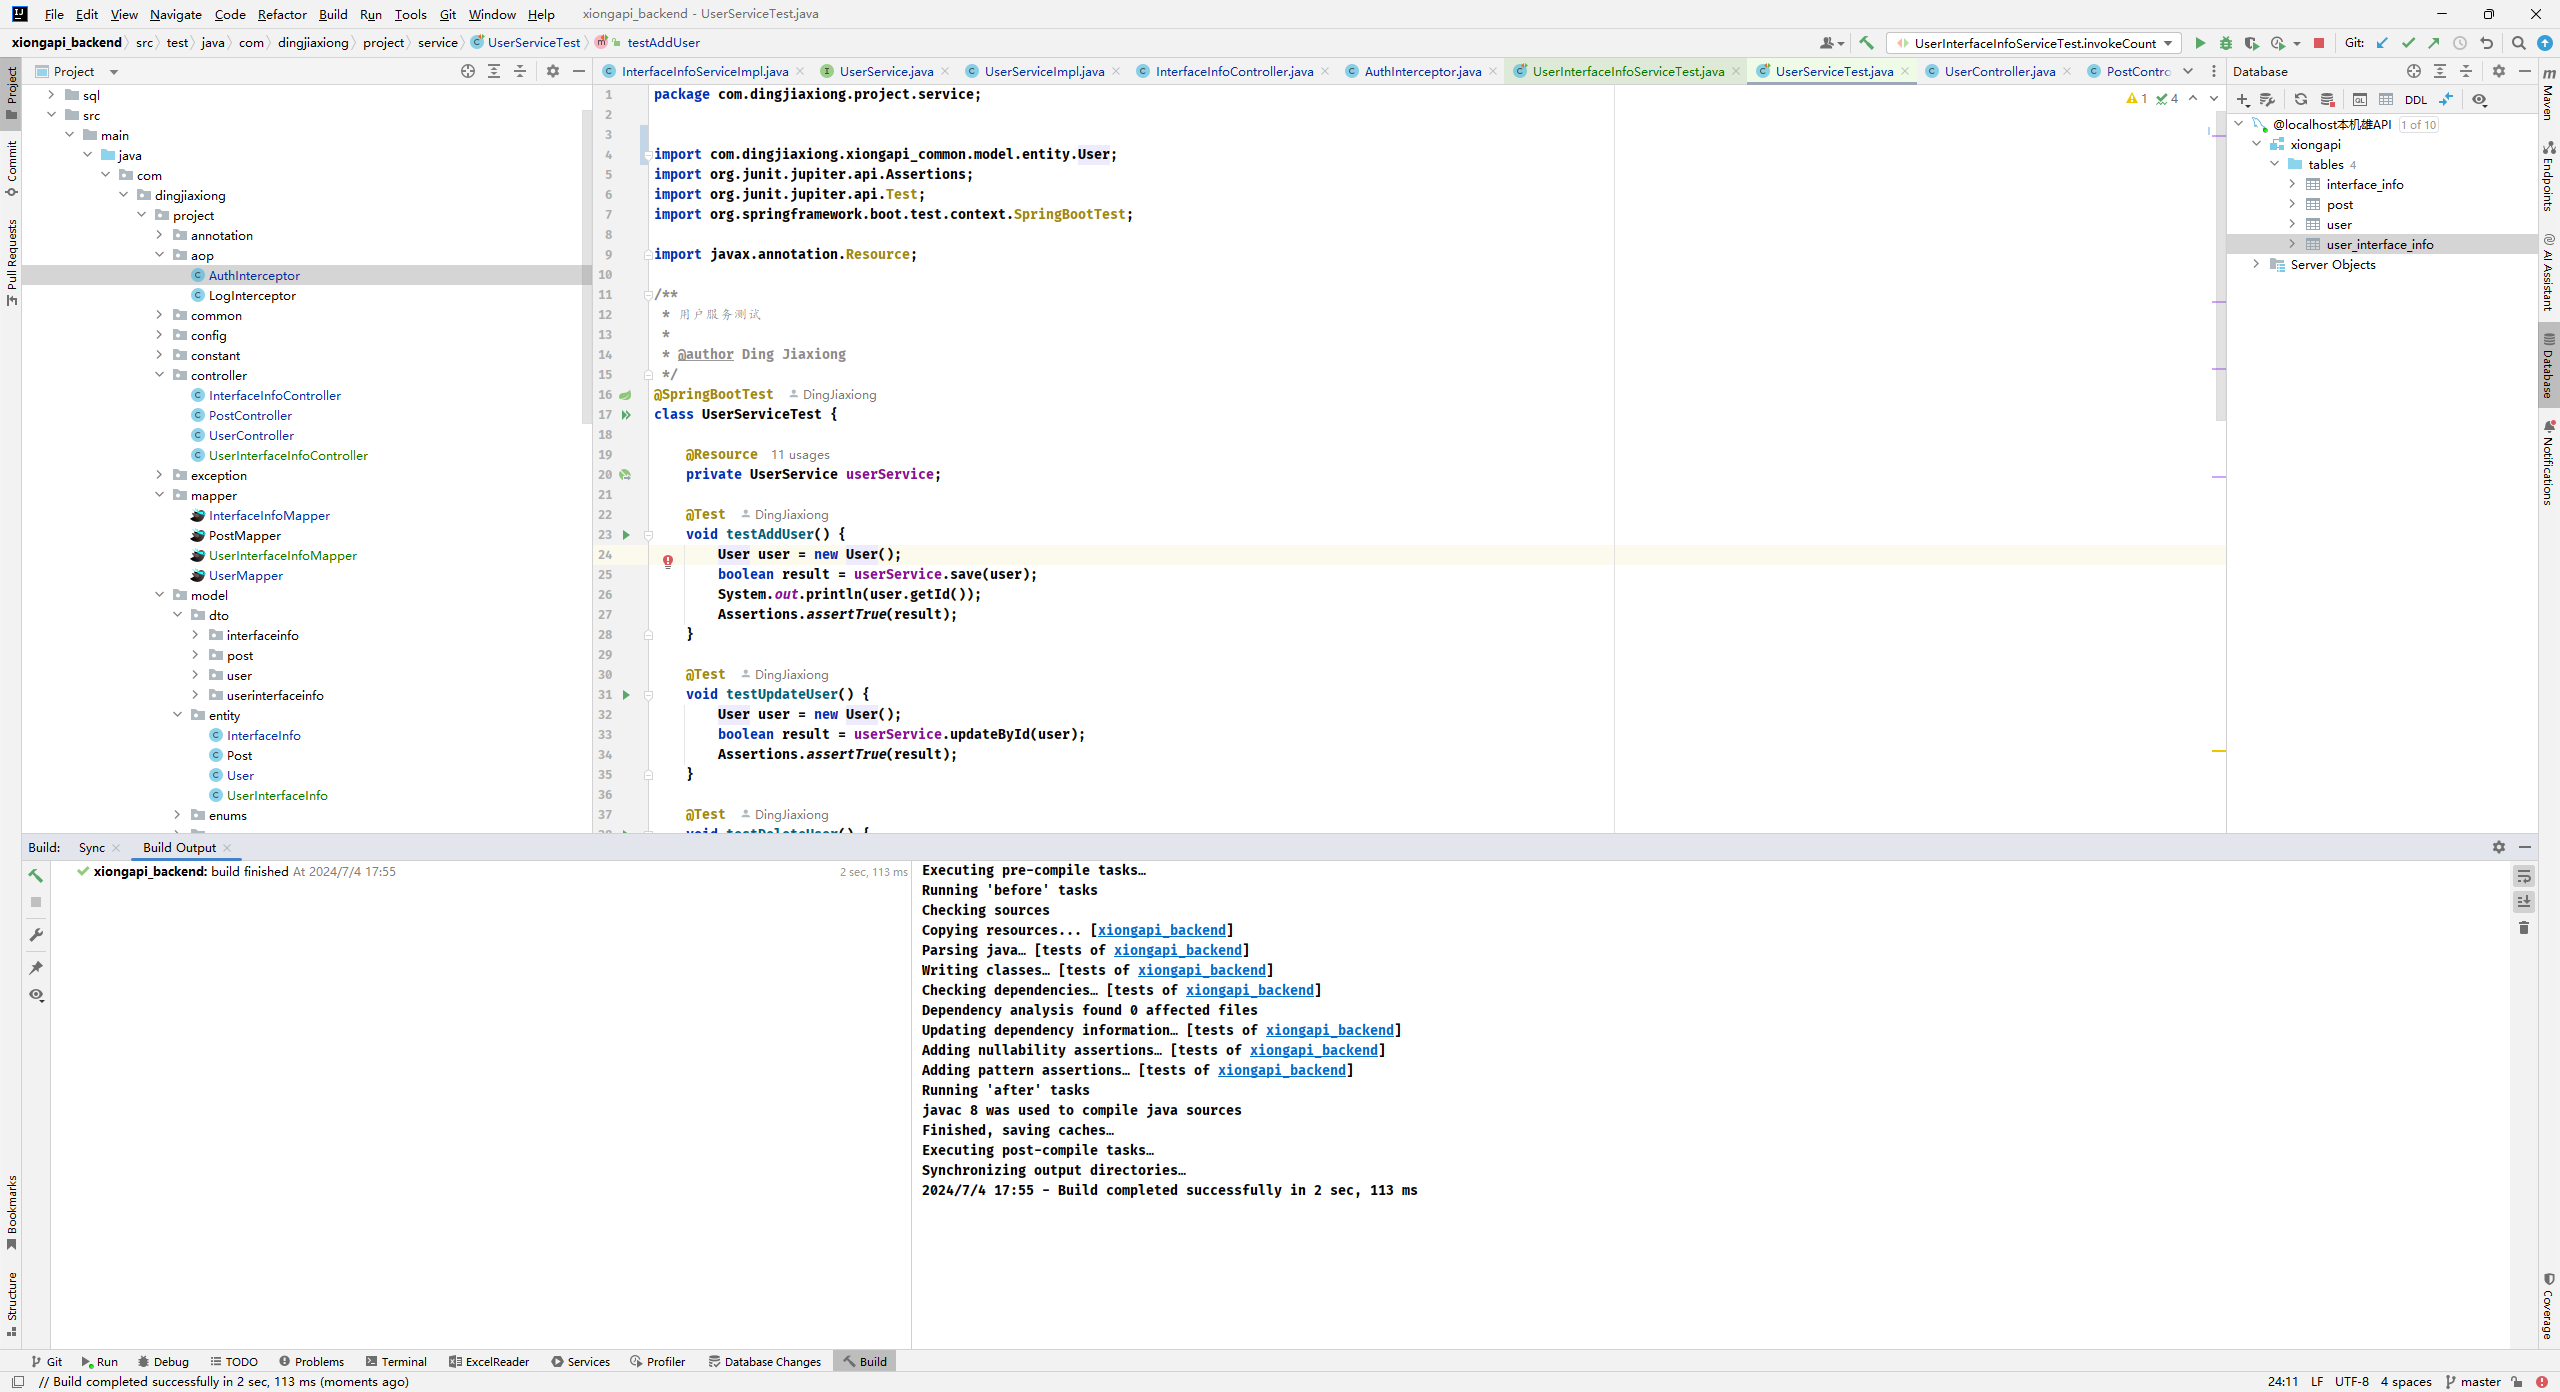 File Edit View Navigate Code Refactor Build Run Tools Git Window Help xiongapi_backend - UserServiceTest.java
xiongapi_backend src test java com dingjiaxiong project service UserServiceTest testAddUser
UserInterfaceInfoServiceTest.invokeCount
Git:
Project
InterfaceInfoServiceImpl.java
UserService.java
UserServiceImpl.java
InterfaceInfoController.java
AuthInterceptor.java
UserInterfaceInfoServiceTest.java
UserServiceTest.java
UserController.java
PostContro
Database
Project
Commit
Pull Requests
Bookmarks
Structure
sql
src
main
java
com
dingjiaxiong
project
annotation
aop
AuthInterceptor
LogInterceptor
common
config
constant
controller
InterfaceInfoController
PostController
UserController
UserInterfaceInfoController
exception
mapper
InterfaceInfoMapper
PostMapper
UserInterfaceInfoMapper
UserMapper
model
dto
interfaceinfo
post
user
userinterfaceinfo
entity
InterfaceInfo
Post
User
UserInterfaceInfo
enums
1 4
1 package com.dingjiaxiong.project.service;
2
3
4 import com.dingjiaxiong.xiongapi_common.model.entity.User;
5 import org.junit.jupiter.api.Assertions;
6 import org.junit.jupiter.api.Test;
7 import org.springframework.boot.test.context.SpringBootTest;
8
9 import javax.annotation.Resource;
10
11 /**
12 * 用户服务测试
13 *
14 * @author Ding Jiaxiong
15 */
16 @SpringBootTest DingJiaxiong
17 class UserServiceTest {
18
19 @Resource 11 usages
20 private UserService userService;
21
22 @Test DingJiaxiong
23 void testAddUser() {
24 User user = new User();
25 boolean result = userService.save(user);
26 System.out.println(user.getId());
27 Assertions.assertTrue(result);
28 }
29
30 @Test DingJiaxiong
31 void testUpdateUser() {
32 User user = new User();
33 boolean result = userService.updateById(user);
34 Assertions.assertTrue(result);
35 }
36
37 @Test DingJiaxiong
38 void testDeleteUser() {
DDL
@localhost本机雄API 1 of 10
xiongapi
tables 4
interface_info
post
user
user_interface_info
Server Objects
Maven
Endpoints
AI Assistant
Database
Notifications
Coverage
Build: Sync Build Output
xiongapi_backend: build finished At 2024/7/4 17:55 2 sec, 113 ms
Executing pre-compile tasks…
Running 'before' tasks
Checking sources
Copying resources... [xiongapi_backend]
Parsing java… [tests of xiongapi_backend]
Writing classes… [tests of xiongapi_backend]
Checking dependencies… [tests of xiongapi_backend]
Dependency analysis found 0 affected files
Updating dependency information… [tests of xiongapi_backend]
Adding nullability assertions… [tests of xiongapi_backend]
Adding pattern assertions… [tests of xiongapi_backend]
Running 'after' tasks
javac 8 was used to compile java sources
Finished, saving caches…
Executing post-compile tasks…
Synchronizing output directories…
2024/7/4 17:55 - Build completed successfully in 2 sec, 113 ms
Git Run Debug TODO Problems Terminal ExcelReader Services Profiler Database Changes Build
// Build completed successfully in 2 sec, 113 ms (moments ago)
24:11 LF UTF-8 4 spaces master